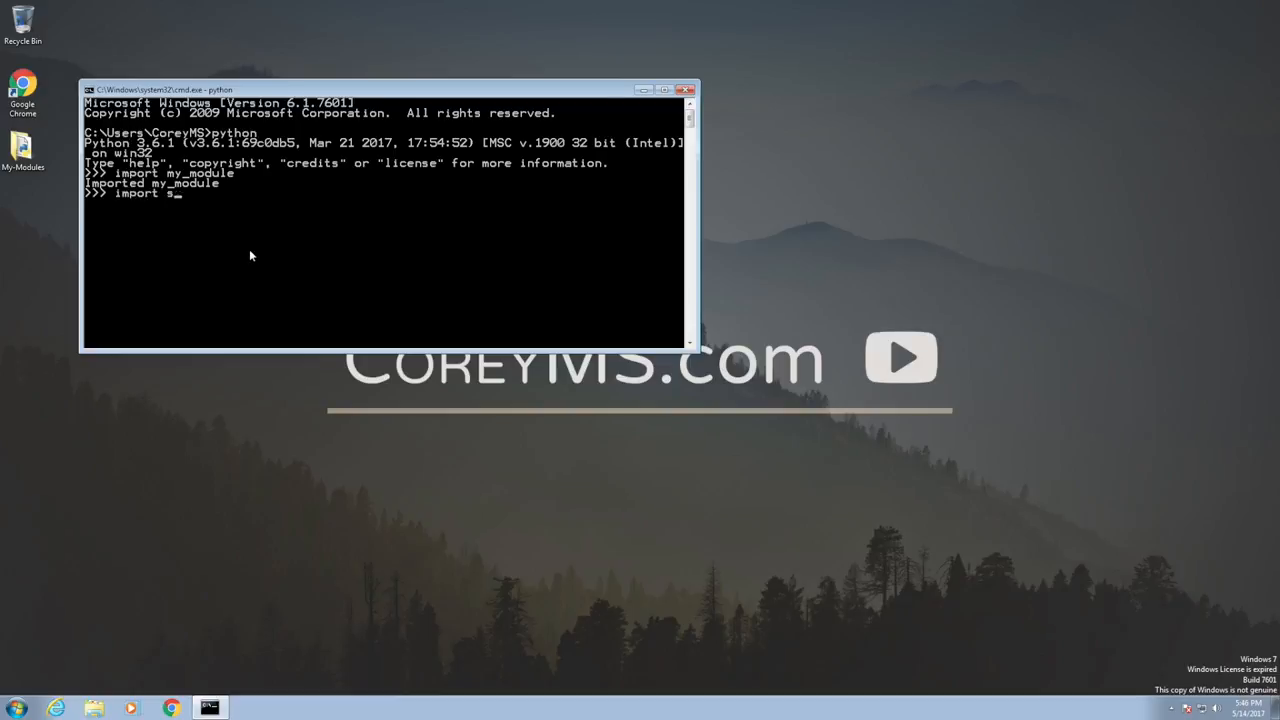 Recycle Bin
Google
Chrome
My-Modules
C:\Windows\system32\cmd.exe - python
Microsoft Windows [Version 6.1.7601]
Copyright (c) 2009 Microsoft Corporation.  All rights reserved.
C:\Users\CoreyMS>python
Python 3.6.1 (v3.6.1:69c0db5, Mar 21 2017, 17:54:52) [MSC v.1900 32 bit (Intel)]
 on win32
Type "help", "copyright", "credits" or "license" for more information.
>>> import my_module
Imported my_module
>>> import s_
CoreyMS.com
Windows 7
Windows License is expired
Build 7601
This copy of Windows is not genuine
5:46 PM
5/14/2017